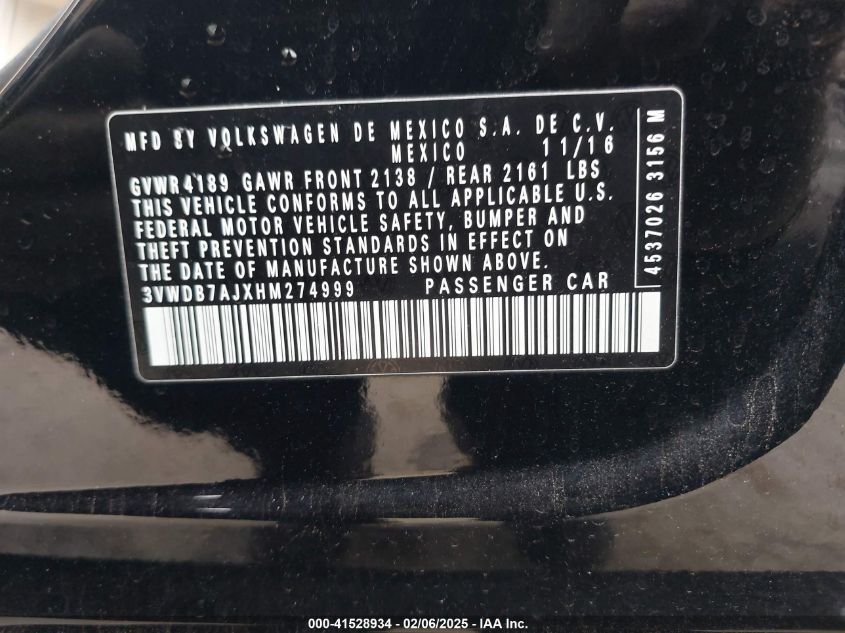 MFD BY VOLKSWAGEN DE MEXICO S.A. DE C.V.
MEXICO 11/16
GVWR 4189 GAWR FRONT 2138 / REAR 2161 LBS
THIS VEHICLE CONFORMS TO ALL APPLICABLE U.S.
FEDERAL MOTOR VEHICLE SAFETY, BUMPER AND
THEFT PREVENTION STANDARDS IN EFFECT ON
THE DATE OF MANUFACTURE SHOWN ABOVE.
3VWDB7AJXHM274999 PASSENGER CAR
4537026 3156 M
000-41528934 - 02/06/2025 - IAA Inc.